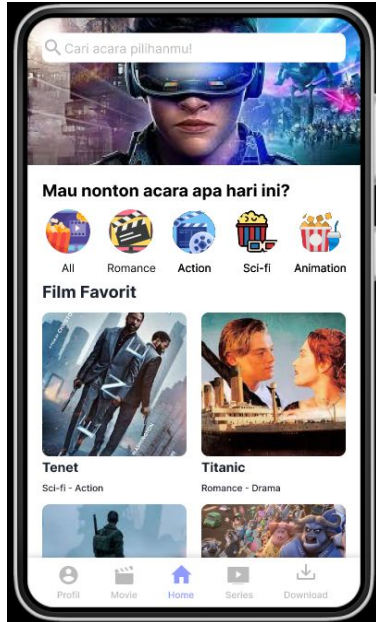 Cari acara pilihanmu!
Mau nonton acara apa hari ini?
All Romance Action Sci-fi Animation
Film Favorit
Tenet Titanic
Sci-fi - Action Romance - Drama
Profil Movie Home Series Download